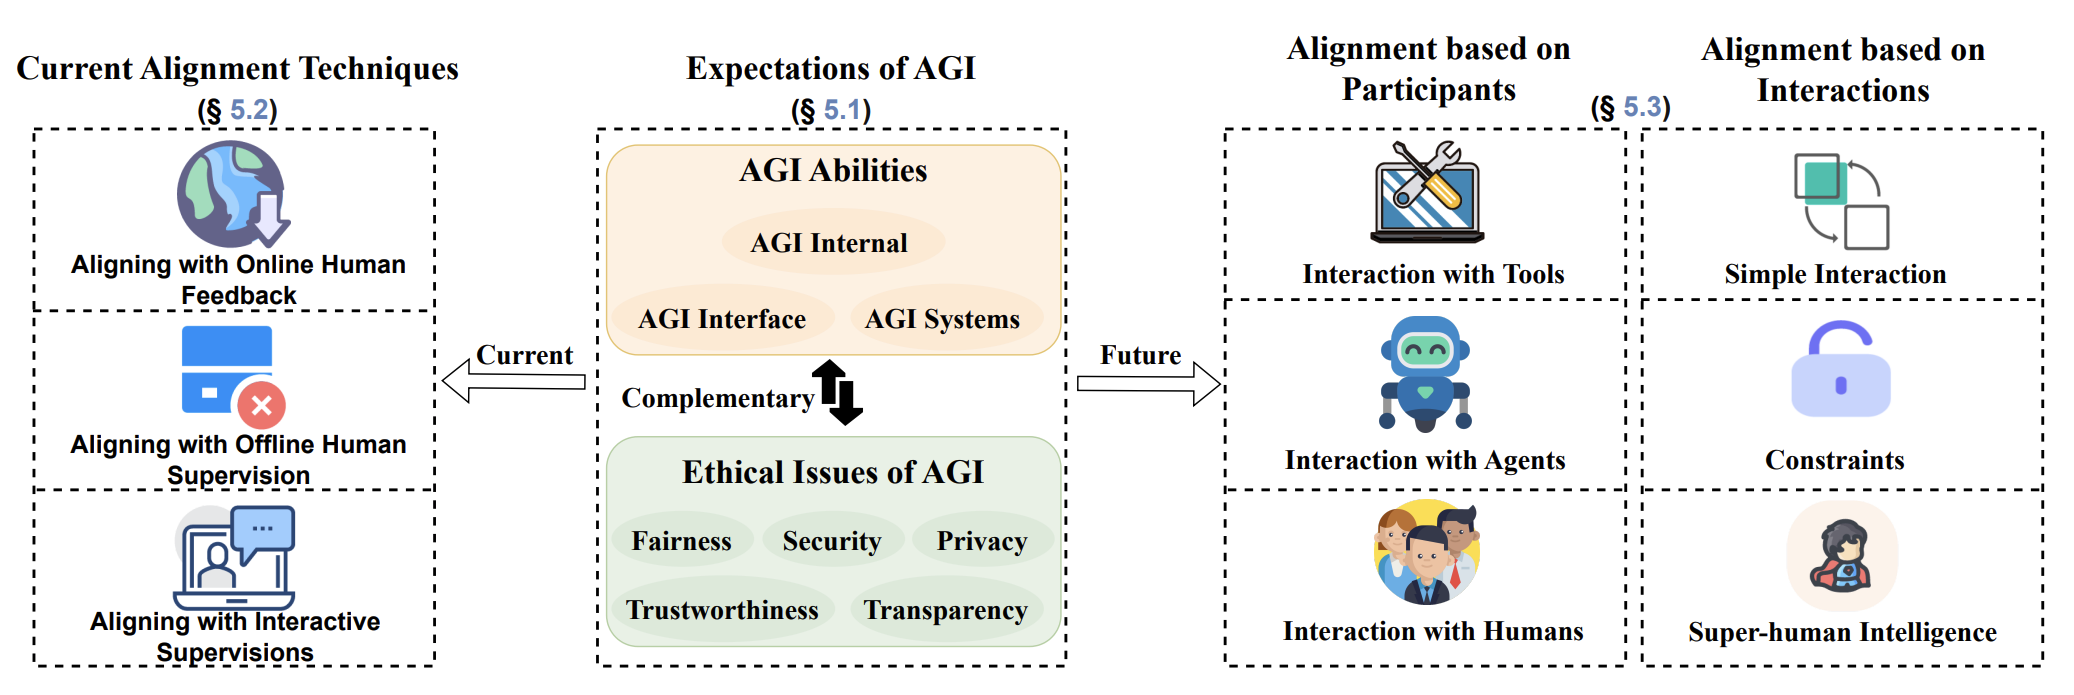 Current Alignment Techniques
(§ 5.2)
Aligning with Online Human
Feedback
Aligning with Offline Human
Supervision
Aligning with Interactive
Supervisions
Current
Expectations of AGI
(§ 5.1)
AGI Abilities
AGI Internal
AGI Interface
AGI Systems
Complementary
Ethical Issues of AGI
Fairness
Security
Privacy
Trustworthiness
Transparency
Future
Alignment based on
Participants
(§ 5.3)
Interaction with Tools
Interaction with Agents
Interaction with Humans
Alignment based on
Interactions
Simple Interaction
Constraints
Super-human Intelligence